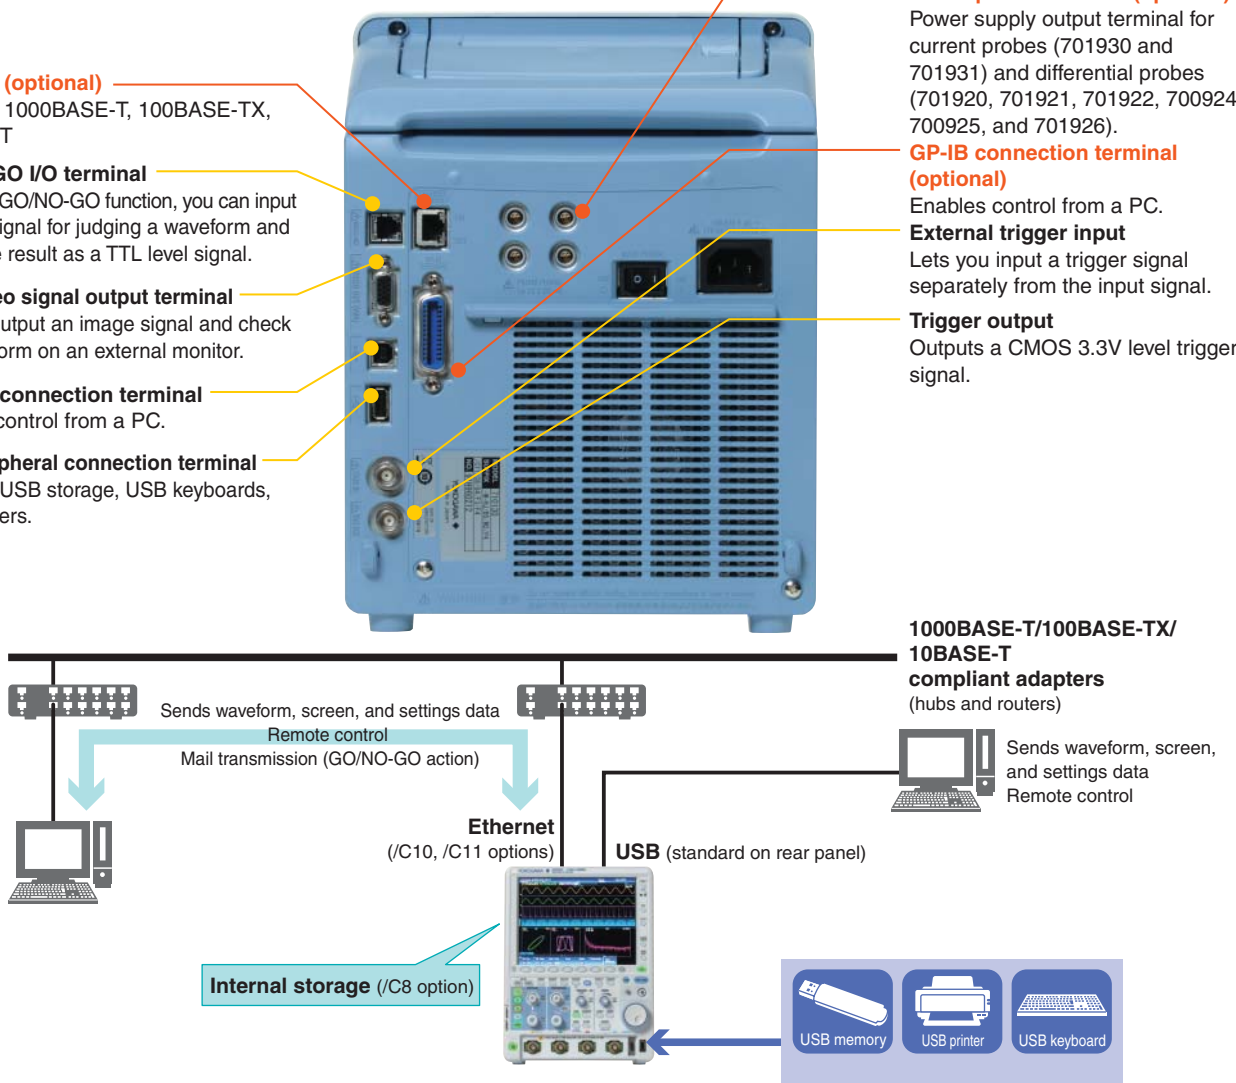 (optional)
1000BASE-T, 100BASE-TX,
T
GO I/O terminal
GO/NO-GO function, you can input
ignal for judging a waveform and
e result as a TTL level signal.
eo signal output terminal
utput an image signal and check
orm on an external monitor.
connection terminal
control from a PC.
pheral connection terminal
USB storage, USB keyboards,
ers.
Power supply output terminal for
current probes (701930 and
701931) and differential probes
(701920, 701921, 701922, 700924
700925, and 701926).
GP-IB connection terminal
(optional)
Enables control from a PC.
External trigger input
Lets you input a trigger signal
separately from the input signal.
Trigger output
Outputs a CMOS 3.3V level trigger
signal.
1000BASE-T/100BASE-TX/
10BASE-T
compliant adapters
(hubs and routers)
Sends waveform, screen, and settings data
Remote control
Mail transmission (GO/NO-GO action)
Sends waveform, screen,
and settings data
Remote control
Ethernet
(/C10, /C11 options)
USB (standard on rear panel)
Internal storage (/C8 option)
USB memory
USB printer
USB keyboard